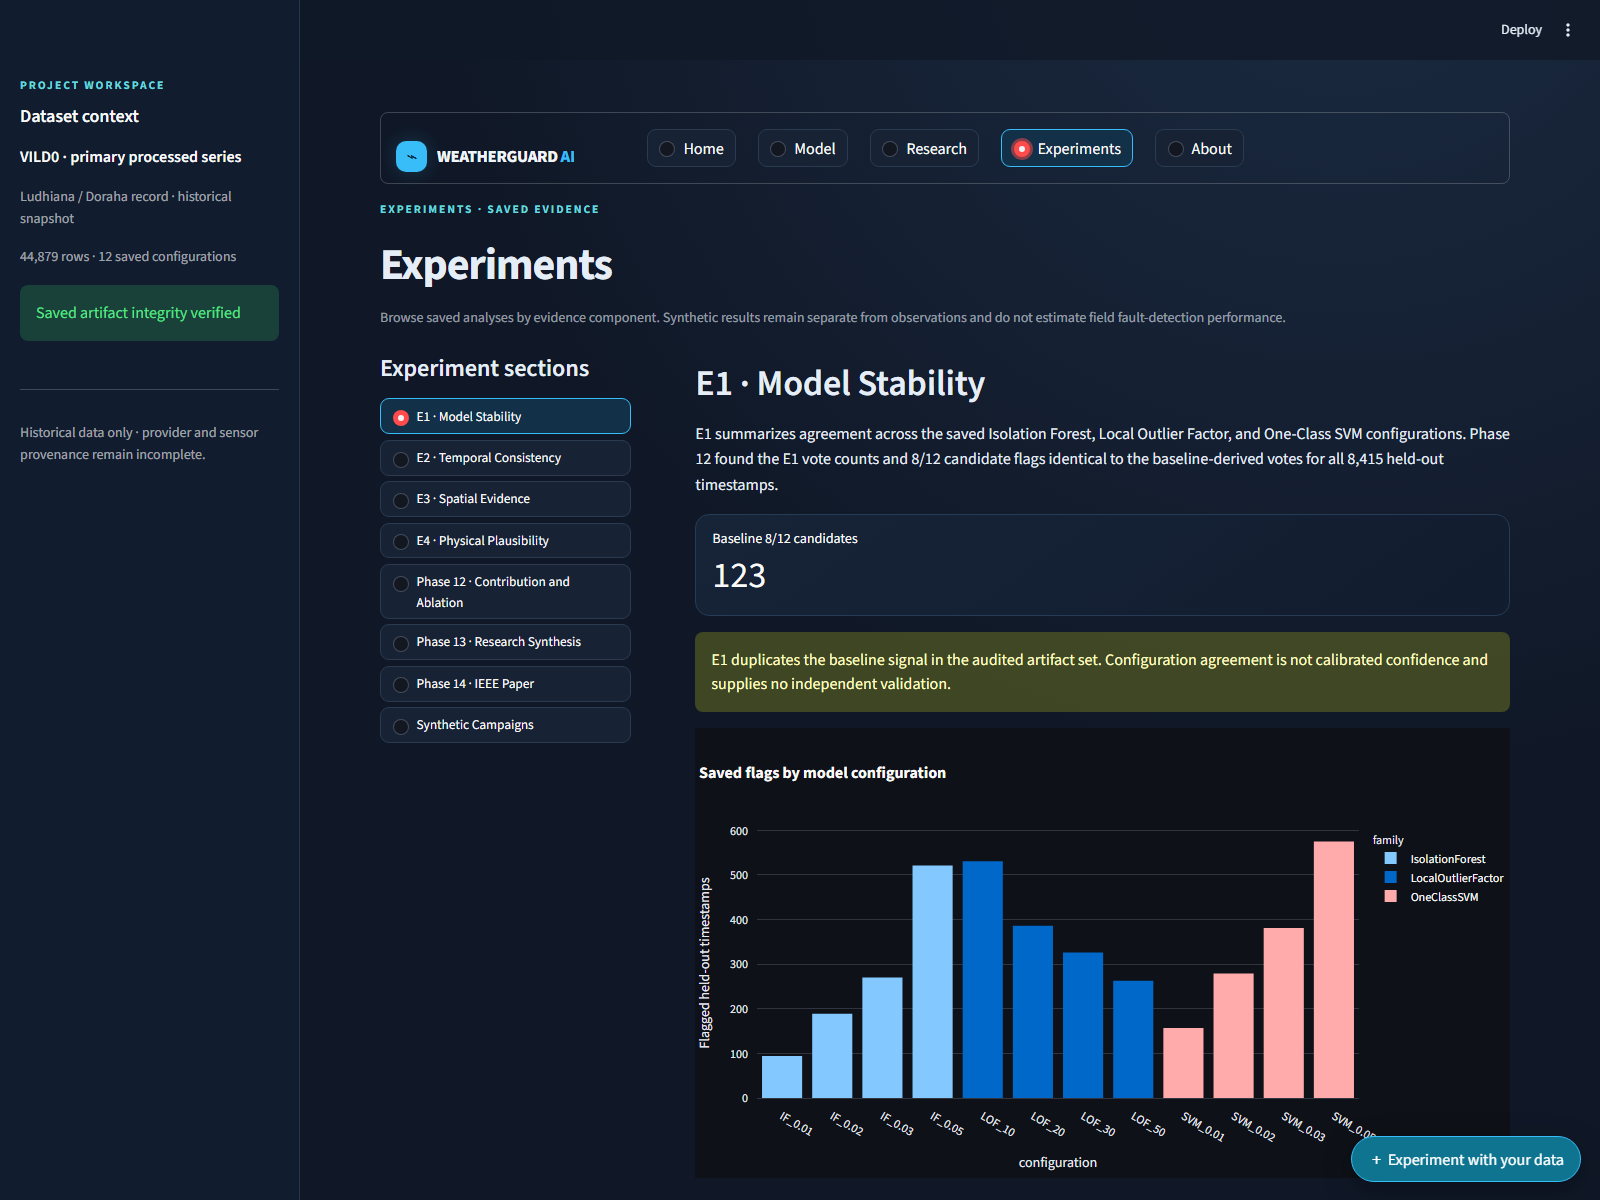 Deploy
PROJECT WORKSPACE
Dataset context
VILD0 · primary processed series
Ludhiana / Doraha record · historical
snapshot
44,879 rows · 12 saved configurations
Saved artifact integrity verified
Historical data only · provider and sensor
provenance remain incomplete.
WEATHERGUARD AI
Home
Model
Research
Experiments
About
EXPERIMENTS · SAVED EVIDENCE
Experiments
Browse saved analyses by evidence component. Synthetic results remain separate from observations and do not estimate field fault-detection performance.
Experiment sections
E1 · Model Stability
E2 · Temporal Consistency
E3 · Spatial Evidence
E4 · Physical Plausibility
Phase 12 · Contribution and
Ablation
Phase 13 · Research Synthesis
Phase 14 · IEEE Paper
Synthetic Campaigns
E1 · Model Stability
E1 summarizes agreement across the saved Isolation Forest, Local Outlier Factor, and One-Class SVM configurations. Phase
12 found the E1 vote counts and 8/12 candidate flags identical to the baseline-derived votes for all 8,415 held-out
timestamps.
Baseline 8/12 candidates
123
E1 duplicates the baseline signal in the audited artifact set. Configuration agreement is not calibrated confidence and
supplies no independent validation.
Saved flags by model configuration
Flagged held-out timestamps
600
500
400
300
200
100
0
IF_0.01
IF_0.02
IF_0.03
IF_0.05
LOF_10
LOF_20
LOF_30
LOF_50
SVM_0.01
SVM_0.02
SVM_0.03
configuration
family
IsolationForest
LocalOutlierFactor
OneClassSVM
+ Experiment with your data